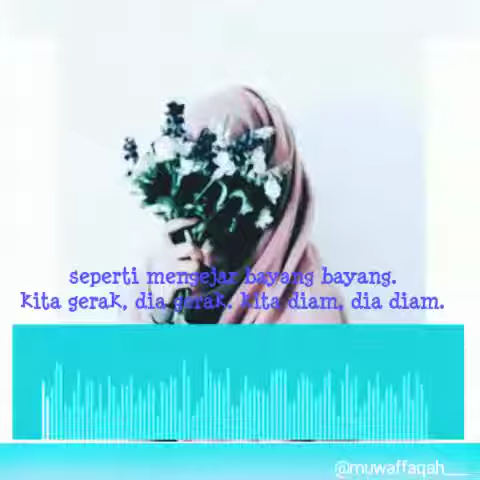 seperti mengejar bayang bayang.
kita gerak, dia gerak. kita diam, dia diam.
@muwaffaqah__